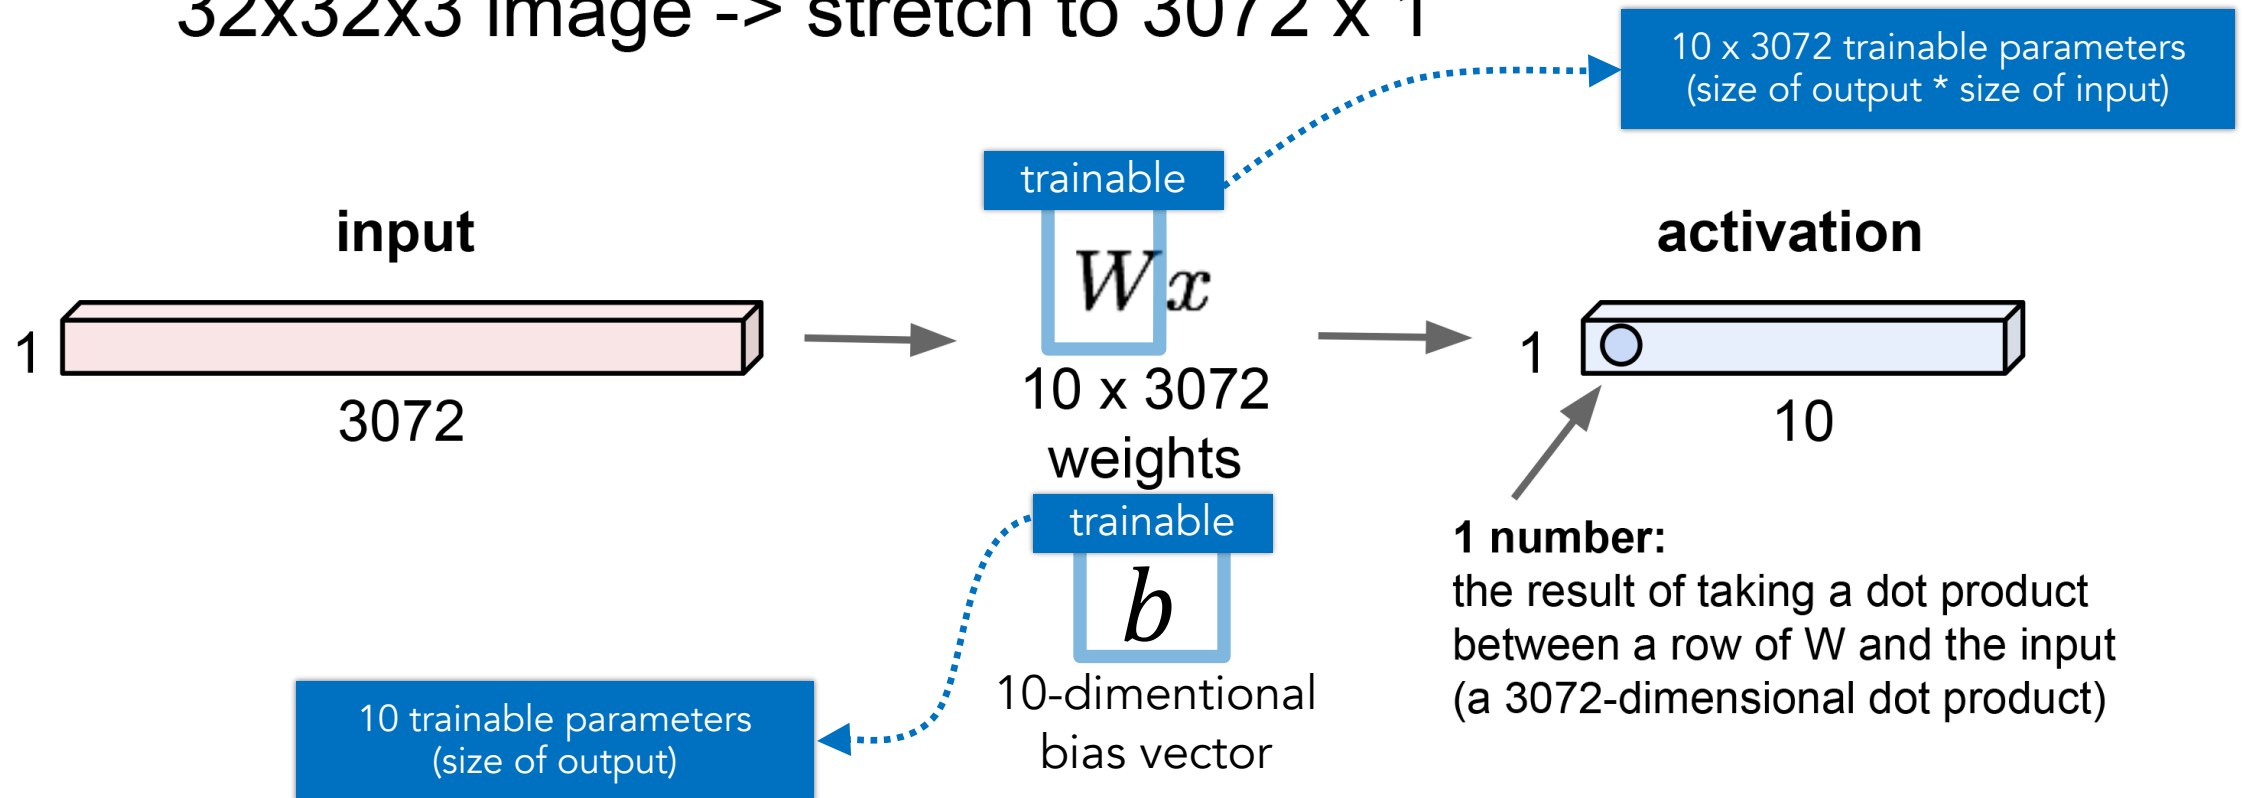 32x32x3 image -> stretch to 3072 x 1
10 x 3072 trainable parameters
(size of output * size of input)
trainable
input
Wx
activation
1
3072
10 x 3072
weights
1
10
trainable
b
10-dimentional
bias vector
1 number:
the result of taking a dot product
between a row of W and the input
(a 3072-dimensional dot product)
10 trainable parameters
(size of output)